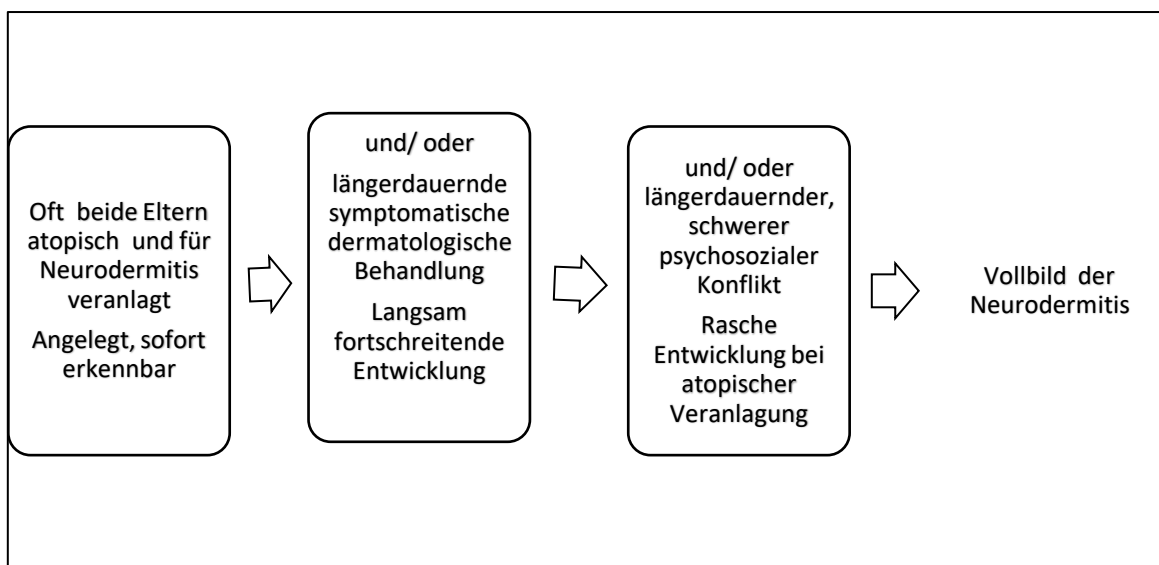 Oft beide Eltern
atopisch und für
Neurodermitis
veranlagt
Angelegt, sofort
erkennbar
und/ oder
längerdauernde
symptomatische
dermatologische
Behandlung
Langsam
fortschreitende
Entwicklung
und/ oder
längerdauernder,
schwerer
psychosozialer
Konflikt
Rasche
Entwicklung bei
atopischer
Veranlagung
Vollbild der
Neurodermitis